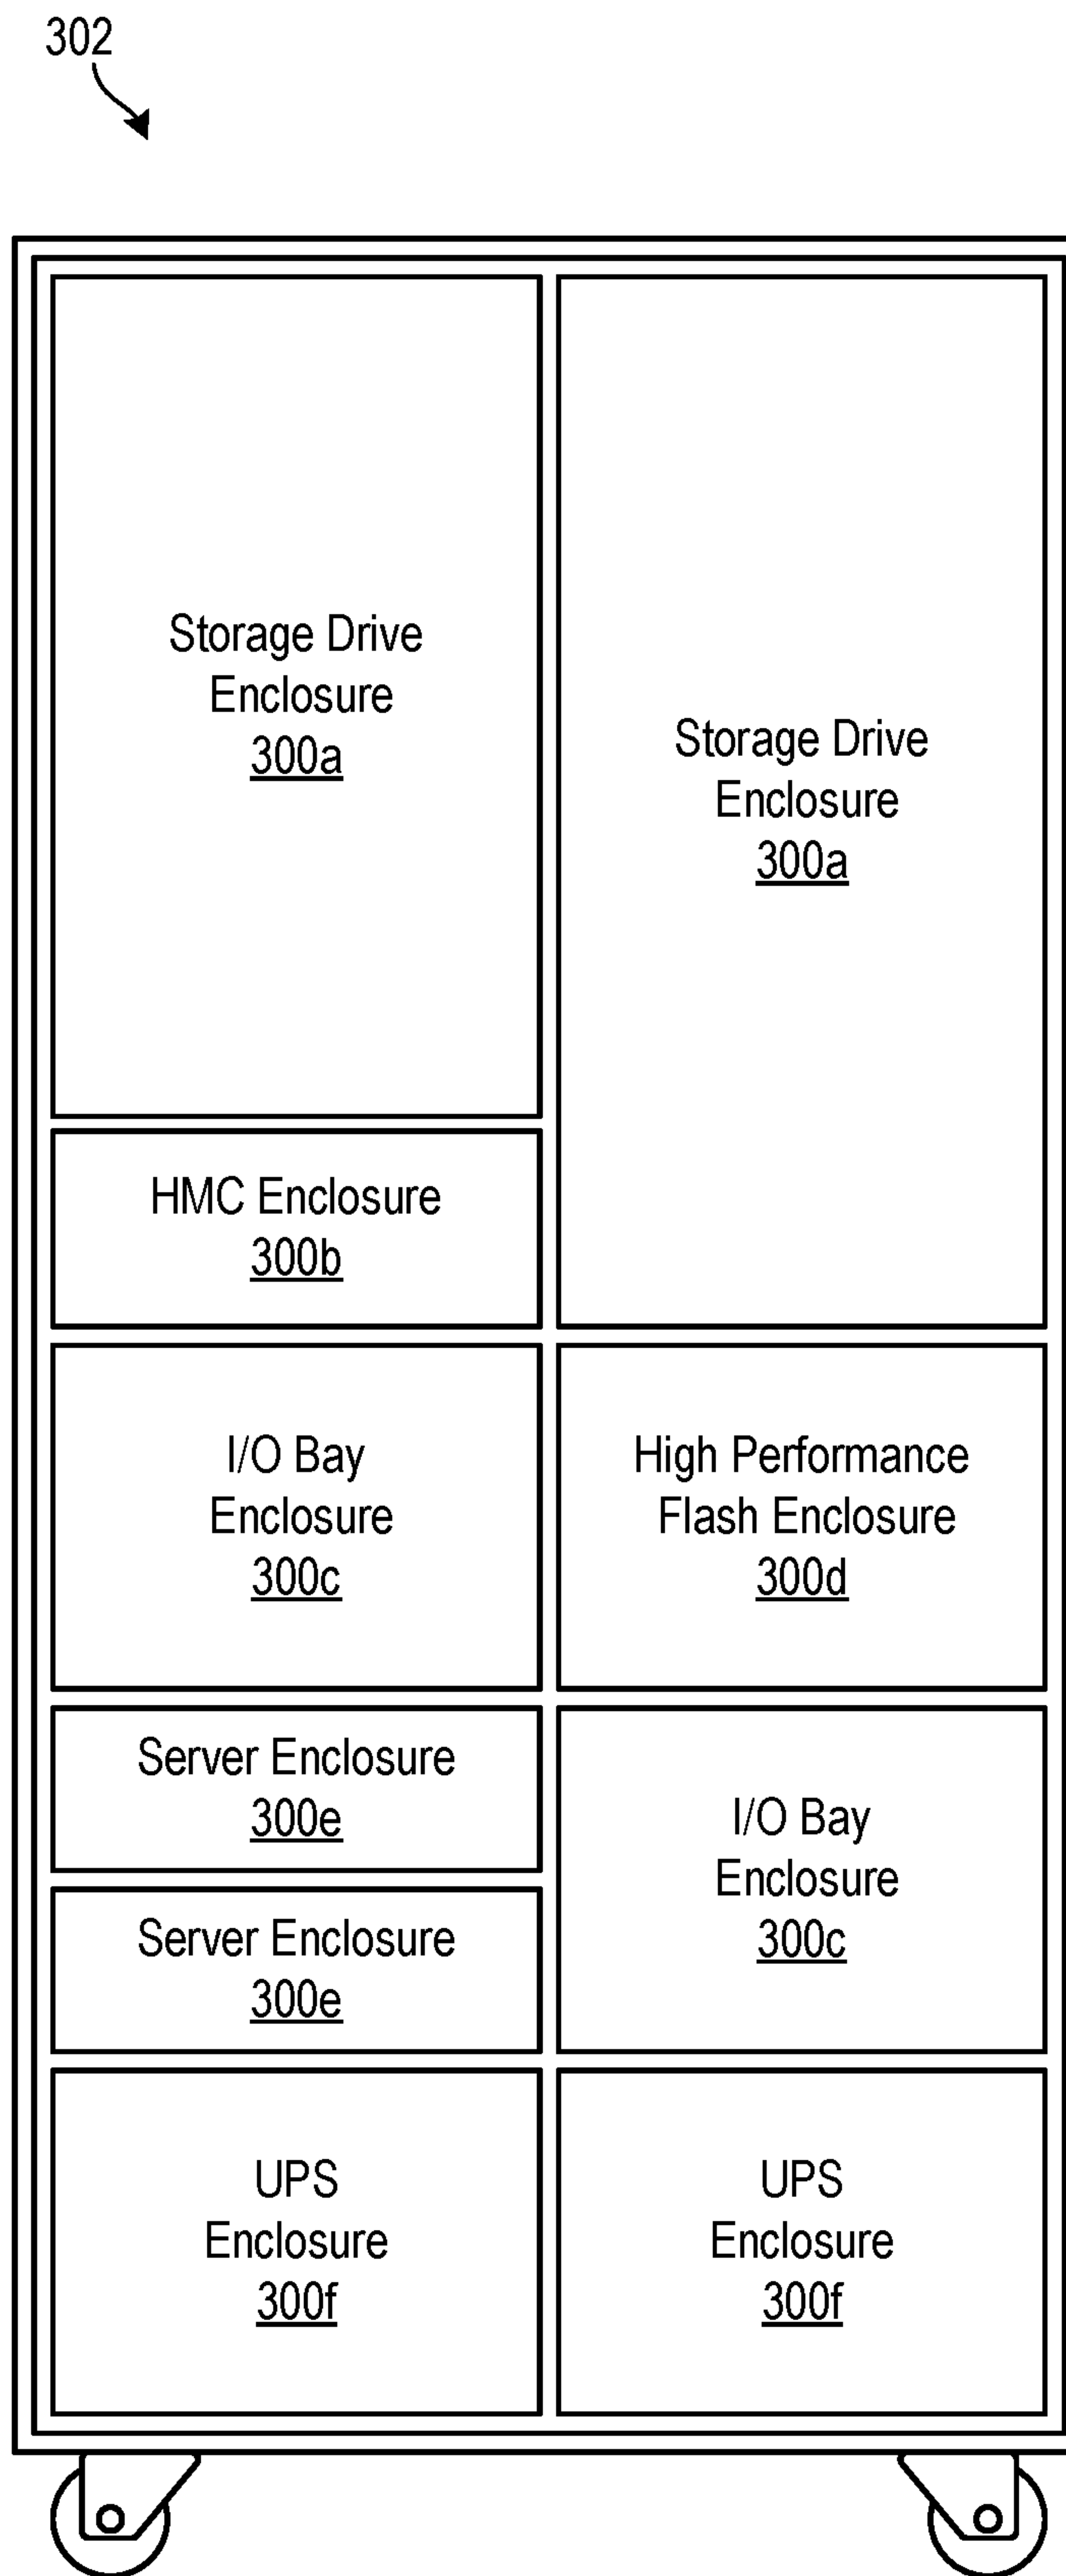 302
Storage Drive
Enclosure
300a
Storage Drive
Enclosure
300a
HMC Enclosure
300b
I/O Bay
Enclosure
300c
High Performance
Flash Enclosure
300d
Server Enclosure
300e
I/O Bay
Enclosure
300c
Server Enclosure
300e
UPS
Enclosure
300f
UPS
Enclosure
300f